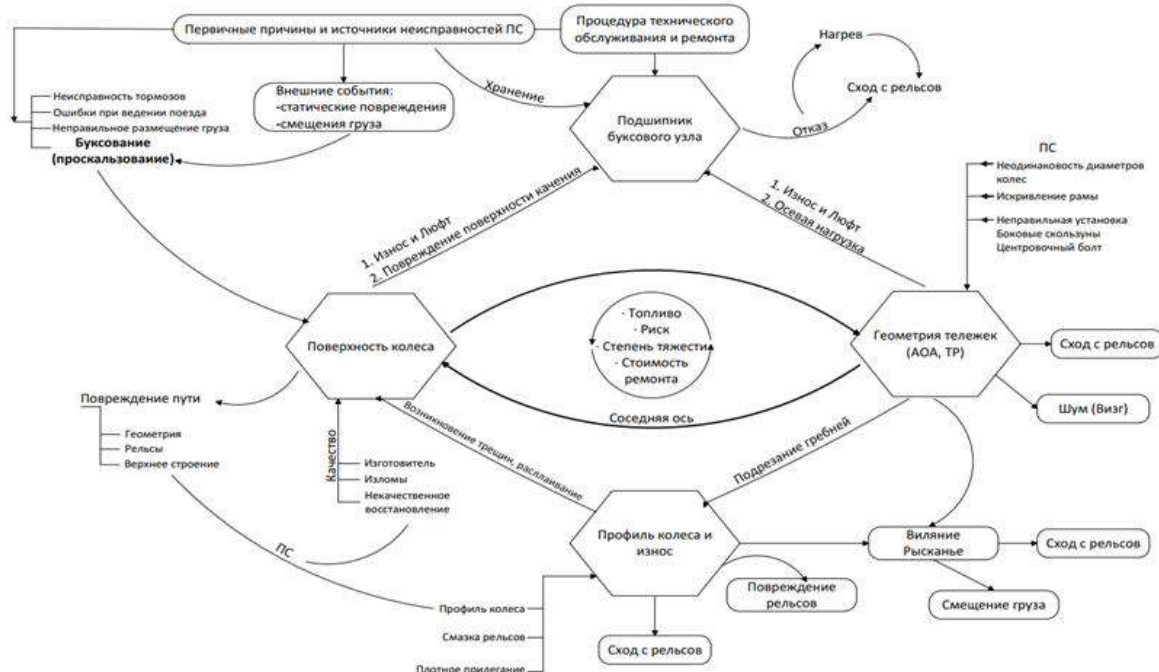 Первичные причины и источники неисправностей ПС
Процедура технического
обслуживания и ремонта
Нагрев
Сход с рельсов
Отказ
Хранение
Неисправность тормозов
Ошибки при ведении поезда
Неправильное размещение груза
Буксование
(проскальзование)
Внешние события:
-статические повреждения
-смещения груза
Подшипник
буксового узла
ПС
Неодинаковость диаметров
колес
Искривление рамы
Неправильная установка
Боковые скользуны
Центровочный болт
1. Износ и Люфт
2. Повреждение поверхности качения
1. Износ и Люфт
2. Осевая нагрузка
Поверхность колеса
· Топливо
· Риск
· Степень тяжести
· Стоимость
ремонта
Геометрия тележек
(АОА, ТР)
Сход с рельсов
Шум (Визг)
Соседняя ось
Повреждение пути
Геометрия
Рельсы
Верхнее строение
Качество
Изготовитель
Изломы
Некачественное
восстановление
Возникновение трещин, расллаивание
Подрезание гребней
ПС
Профиль колеса и
износ
Виляние
Рысканье
Сход с рельсов
Повреждение
рельсов
Смещение груза
Профиль колеса
Смазка рельсов
Плотное прилегание
Сход с рельсов